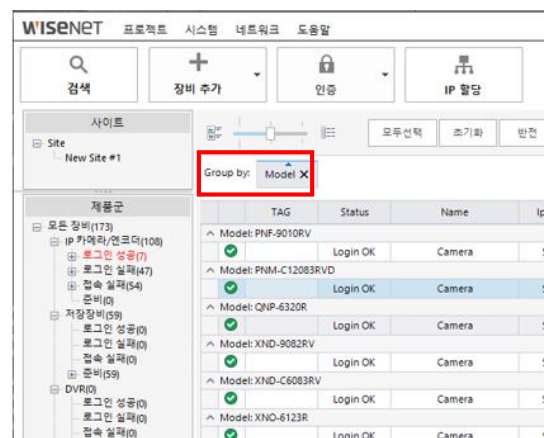 WISENET 프로젝트 시스템 네트워크 도움말
검색 장비 추가 인증 IP 할당
사이트
Site
New Site #1
모두선택 초기화 반전
Group by: Model
제품군
모든 장비(173)
IP 카메라/엔코더(108)
로그인 성공(7)
로그인 실패(47)
접속 실패(54)
준비(0)
저장장비(59)
로그인 성공(0)
로그인 실패(0)
접속 실패(0)
준비(59)
DVR(0)
로그인 성공(0)
로그인 실패(0)
접속 실패(0)
TAG Status Name
Model: PNF-9010RV
Login OK Camera
Model: PNM-C12083RVD
Login OK Camera
Model: QNP-6320R
Login OK Camera
Model: XND-9082RV
Login OK Camera
Model: XND-C6083RV
Login OK Camera
Model: XNO-6123R
Login OK Camera